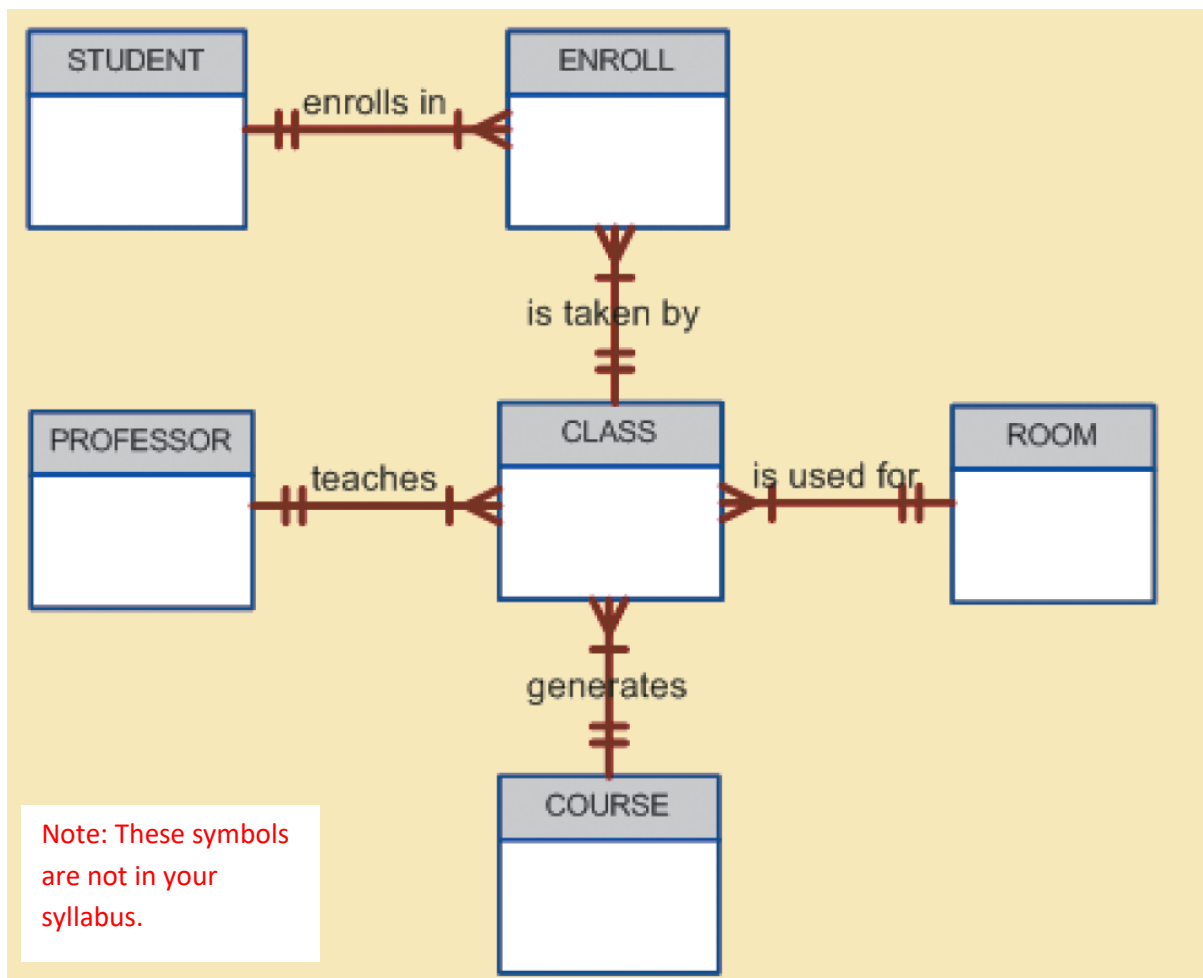 STUDENT
enrolls in
ENROLL
is taken by
PROFESSOR
teaches
CLASS
is used for
ROOM
generates
COURSE
Note: These symbols
are not in your
syllabus.